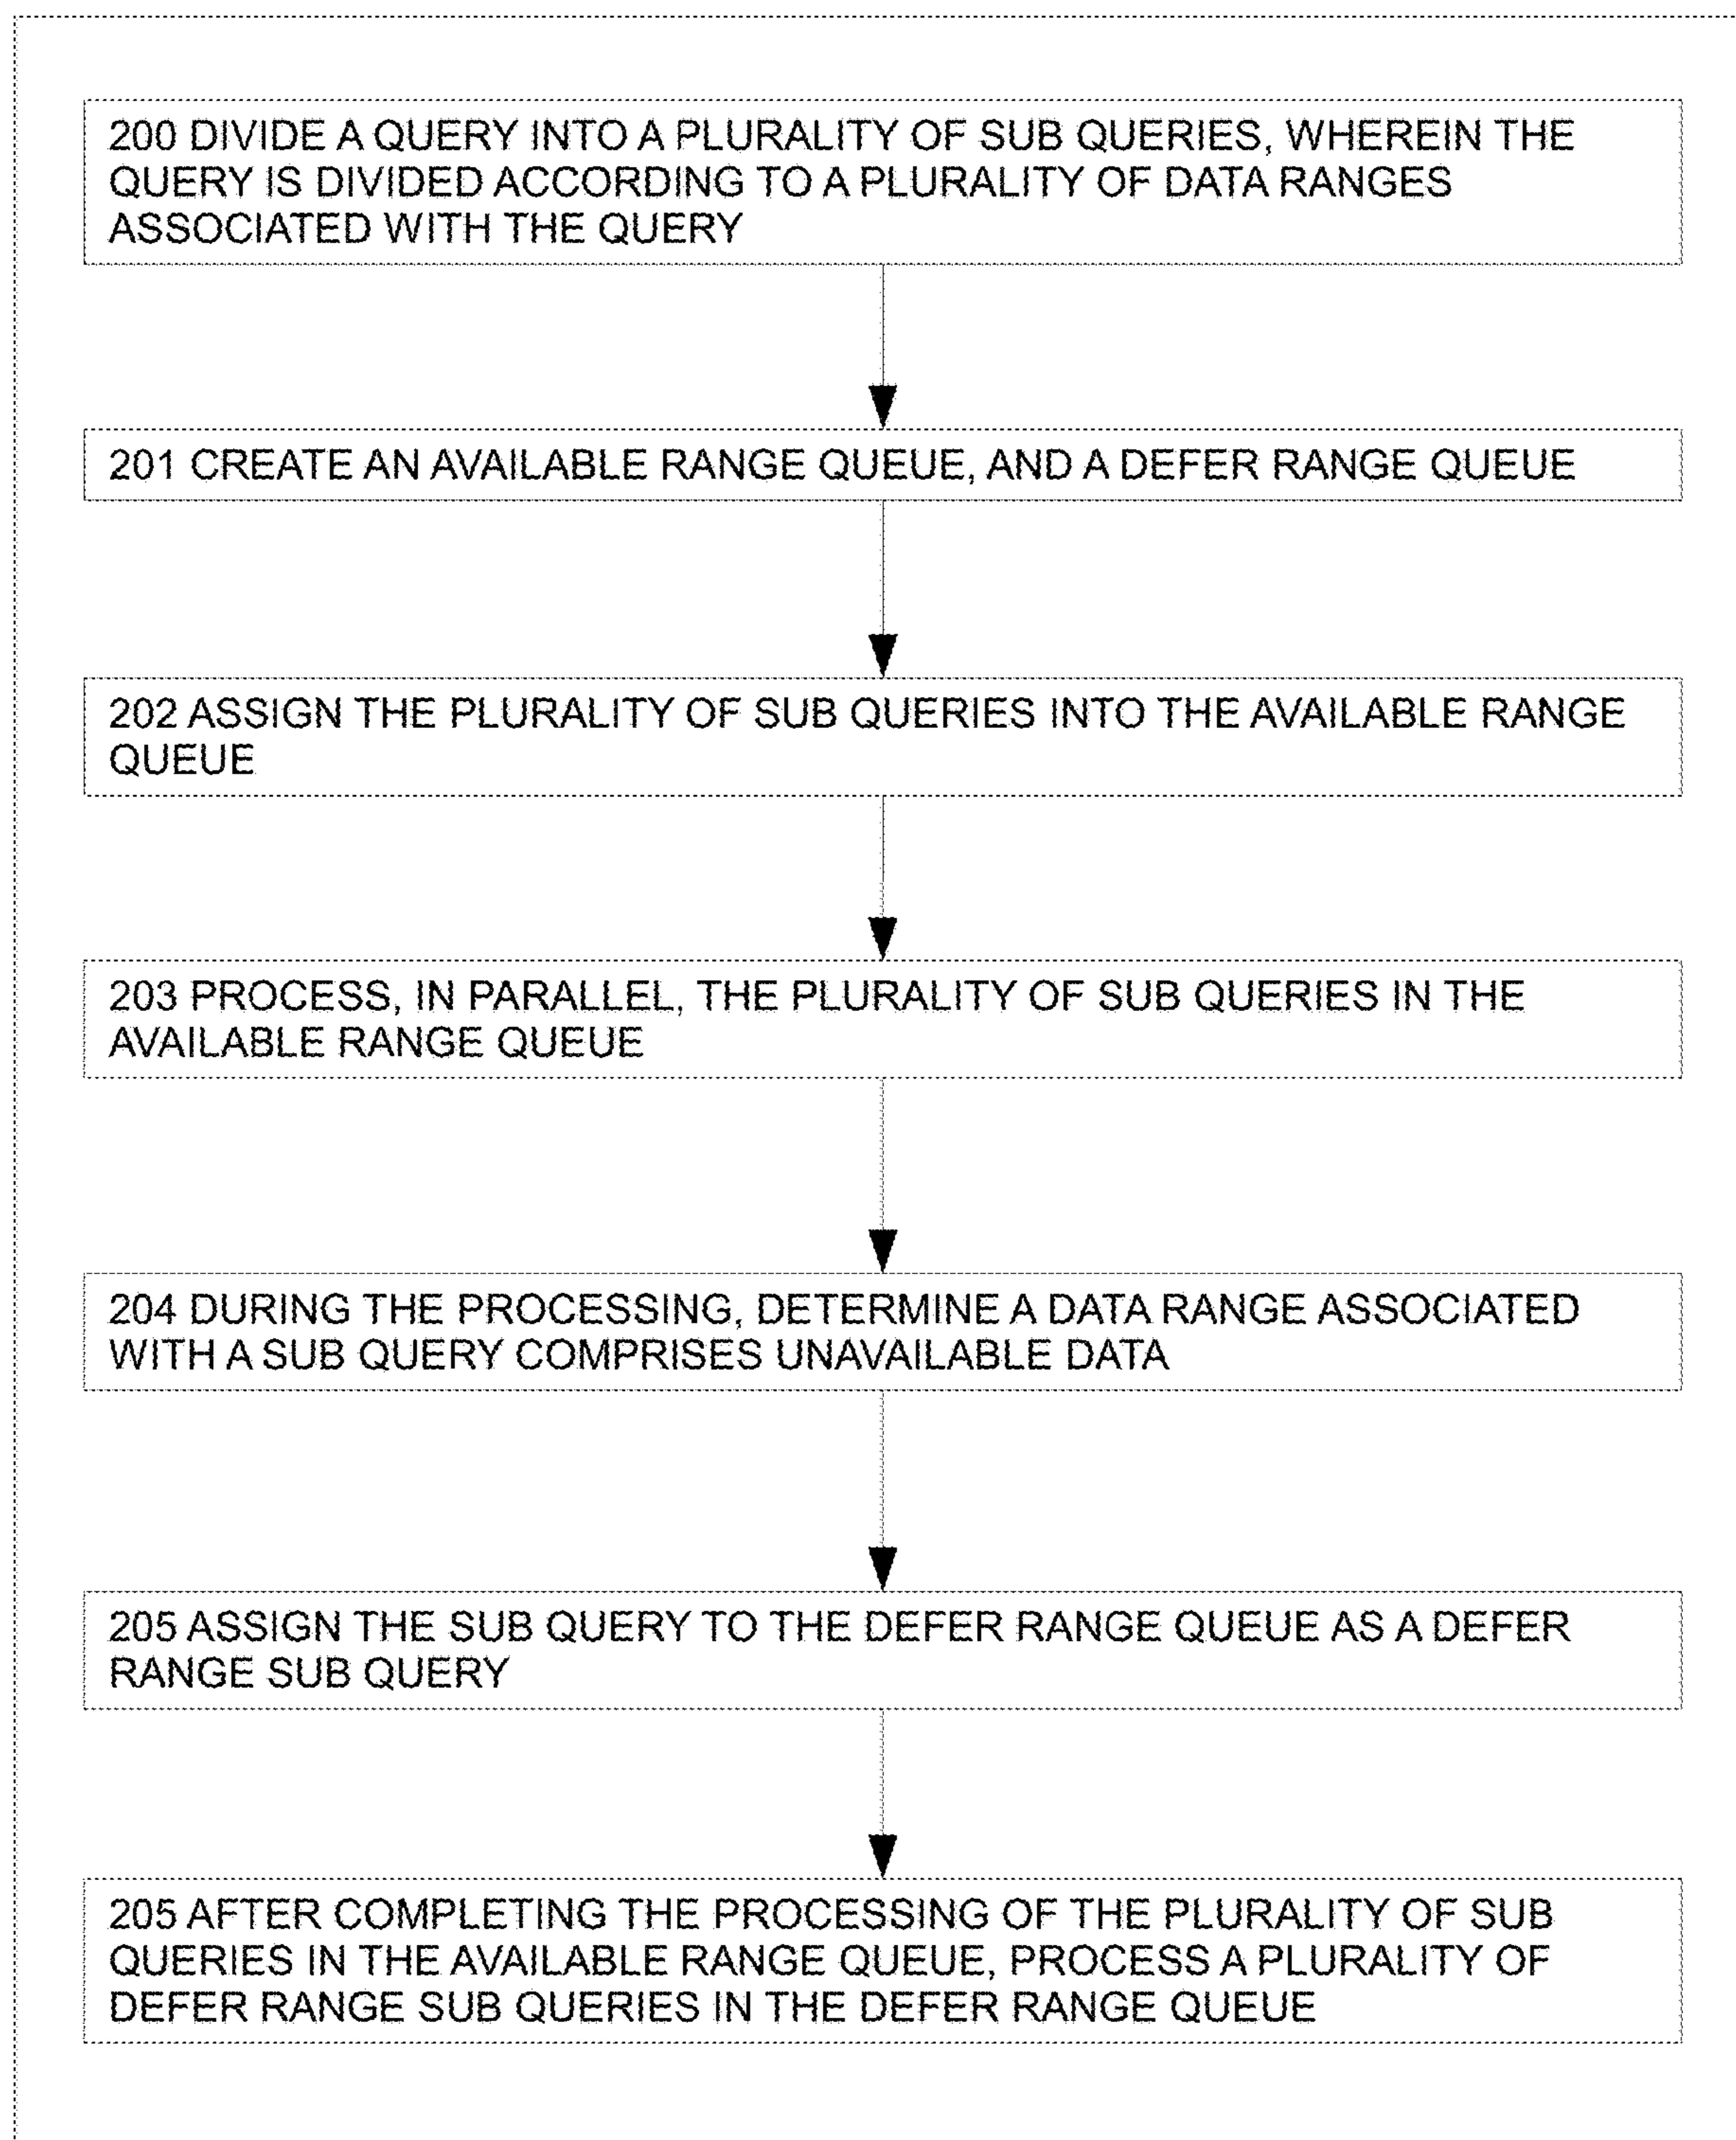 200 DIVIDE A QUERY INTO A PLURALITY OF SUB QUERIES, WHEREIN THE
QUERY IS DIVIDED ACCORDING TO A PLURALITY OF DATA RANGES
ASSOCIATED WITH THE QUERY
201 CREATE AN AVAILABLE RANGE QUEUE, AND A DEFER RANGE QUEUE
202 ASSIGN THE PLURALITY OF SUB QUERIES INTO THE AVAILABLE RANGE
QUEUE
203 PROCESS, IN PARALLEL, THE PLURALITY OF SUB QUERIES IN THE
AVAILABLE RANGE QUEUE
204 DURING THE PROCESSING, DETERMINE A DATA RANGE ASSOCIATED
WITH A SUB QUERY COMPRISES UNAVAILABLE DATA
205 ASSIGN THE SUB QUERY TO THE DEFER RANGE QUEUE AS A DEFER
RANGE SUB QUERY
205 AFTER COMPLETING THE PROCESSING OF THE PLURALITY OF SUB
QUERIES IN THE AVAILABLE RANGE QUEUE, PROCESS A PLURALITY OF
DEFER RANGE SUB QUERIES IN THE DEFER RANGE QUEUE